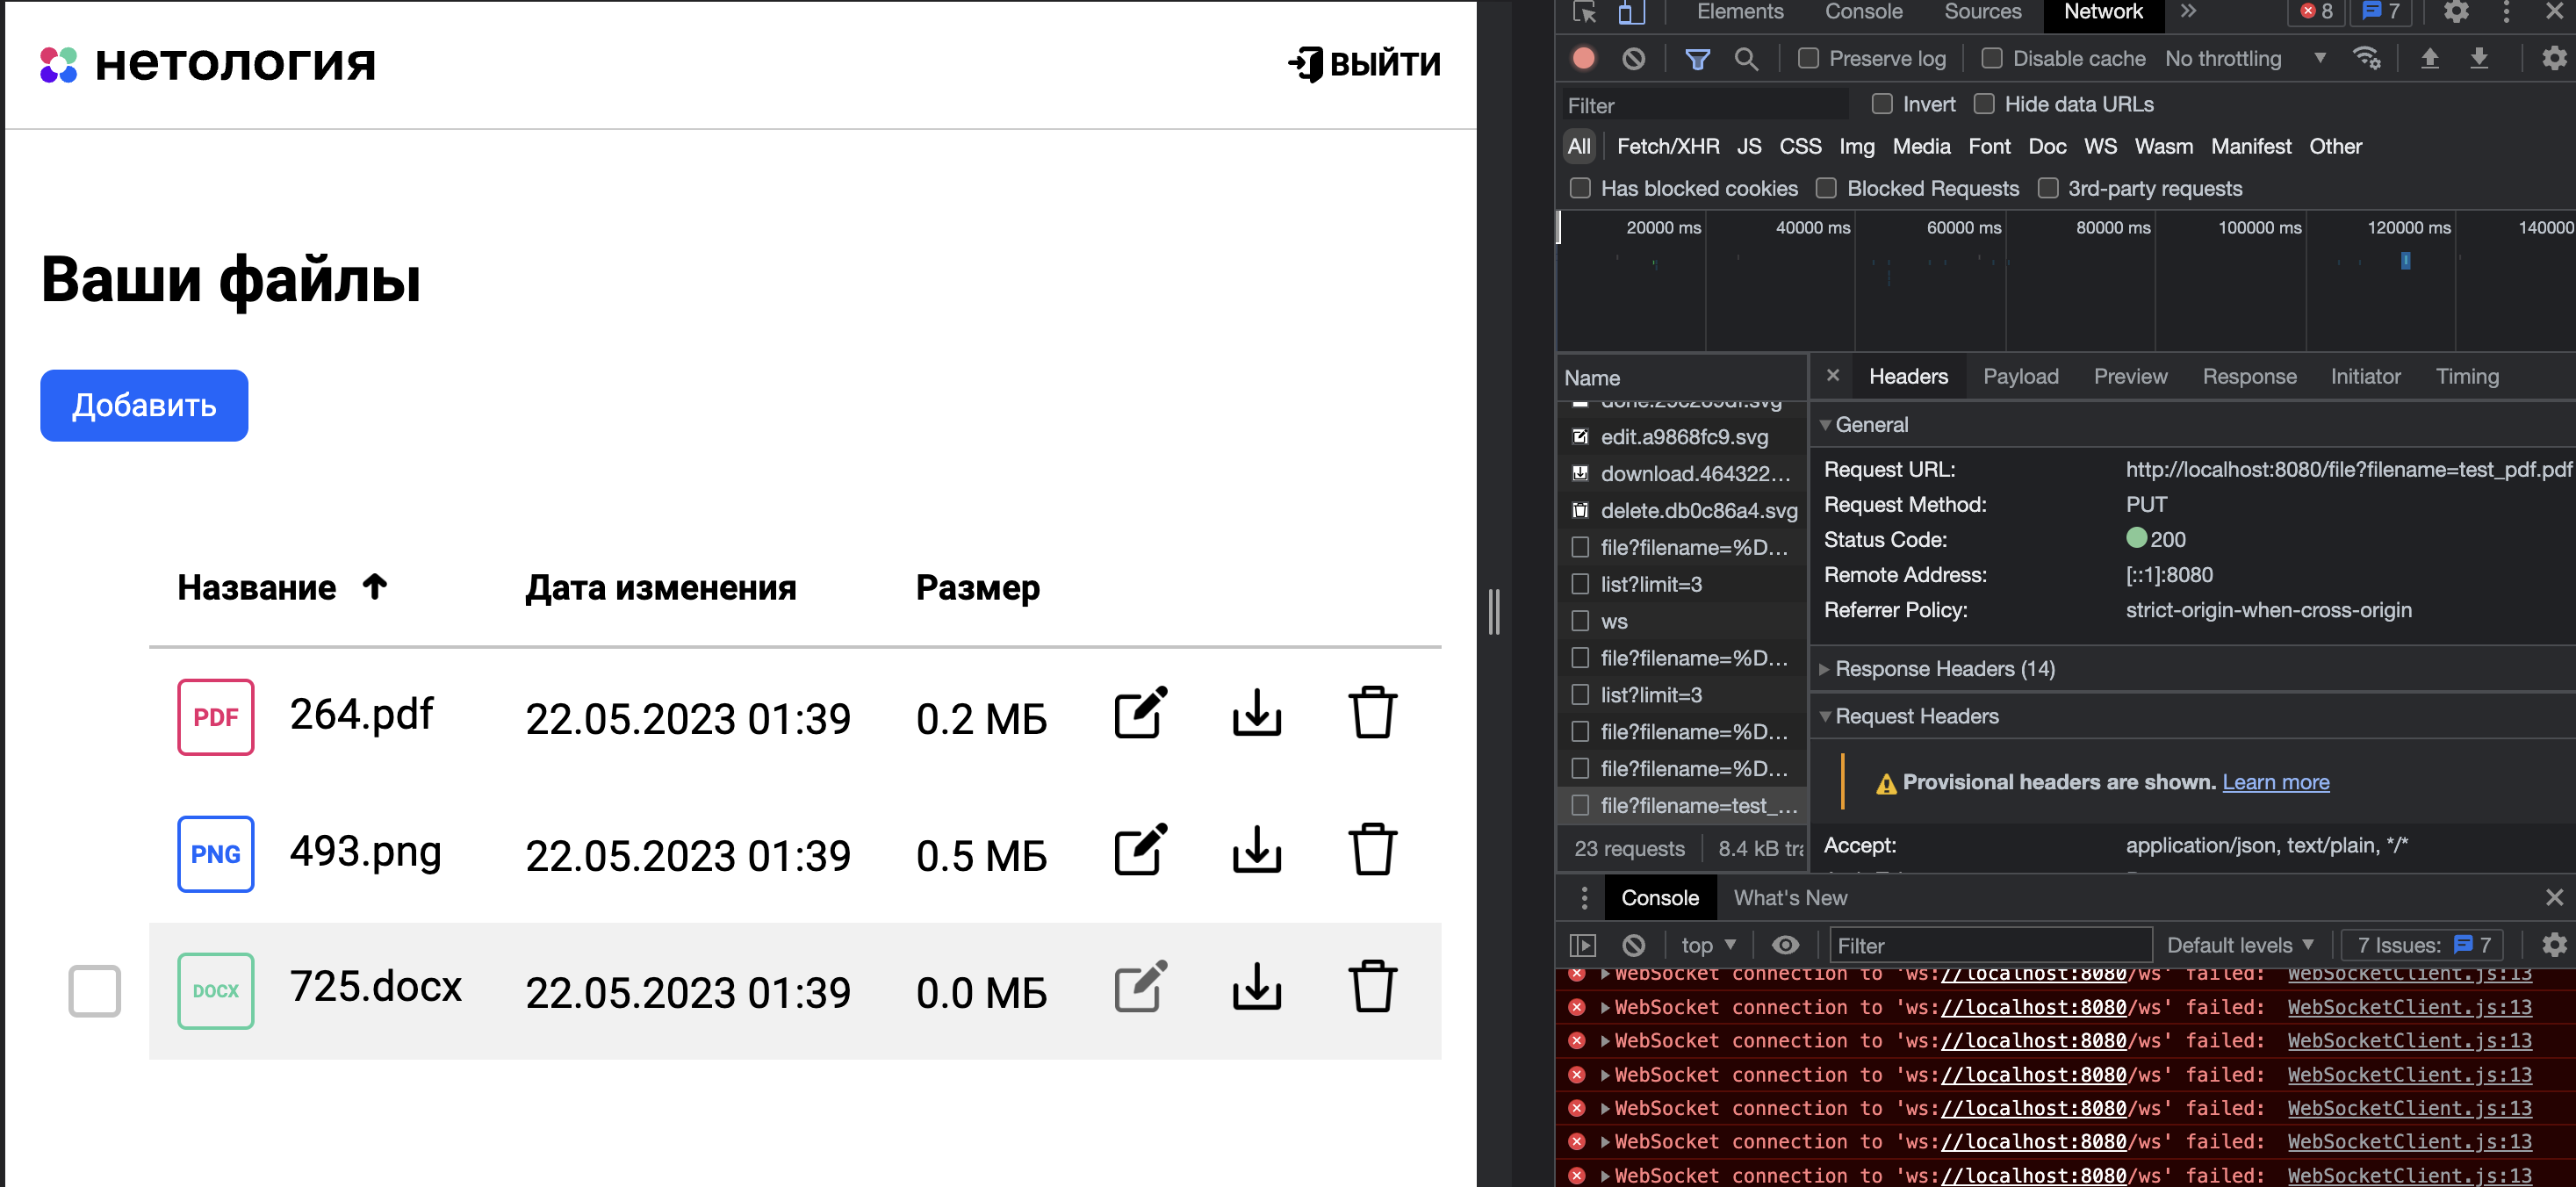 нетология
ВЫЙТИ
Ваши файлы
Добавить
Название
Дата изменения
Размер
PDF
264.pdf
22.05.2023 01:39
0.2 МБ
PNG
493.png
22.05.2023 01:39
0.5 МБ
DOCX
725.docx
22.05.2023 01:39
0.0 МБ
Elements Console Sources Network 8 7
Preserve log Disable cache No throttling
Filter Invert Hide data URLs
All Fetch/XHR JS CSS Img Media Font Doc WS Wasm Manifest Other
Has blocked cookies Blocked Requests 3rd-party requests
20000 ms 40000 ms 60000 ms 80000 ms 100000 ms 120000 ms 140000
Name
edit.a9868fc9.svg
download.464322...
delete.db0c86a4.svg
file?filename=%D...
list?limit=3
ws
file?filename=%D...
list?limit=3
file?filename=%D...
file?filename=%D...
file?filename=test_...
23 requests 8.4 kB
Headers Payload Preview Response Initiator Timing
General
Request URL: http://localhost:8080/file?filename=test_pdf.pdf
Request Method: PUT
Status Code: 200
Remote Address: [::1]:8080
Referrer Policy: strict-origin-when-cross-origin
Response Headers (14)
Request Headers
Provisional headers are shown. Learn more
Accept: application/json, text/plain, */*
Console What's New
top Filter Default levels 7 Issues: 7
WebSocket connection to 'ws://localhost:8080/ws' failed: WebSocketClient.js:13
WebSocket connection to 'ws://localhost:8080/ws' failed: WebSocketClient.js:13
WebSocket connection to 'ws://localhost:8080/ws' failed: WebSocketClient.js:13
WebSocket connection to 'ws://localhost:8080/ws' failed: WebSocketClient.js:13
WebSocket connection to 'ws://localhost:8080/ws' failed: WebSocketClient.js:13
WebSocket connection to 'ws://localhost:8080/ws' failed: WebSocketClient.js:13
WebSocket connection to 'ws://localhost:8080/ws' failed: WebSocketClient.js:13